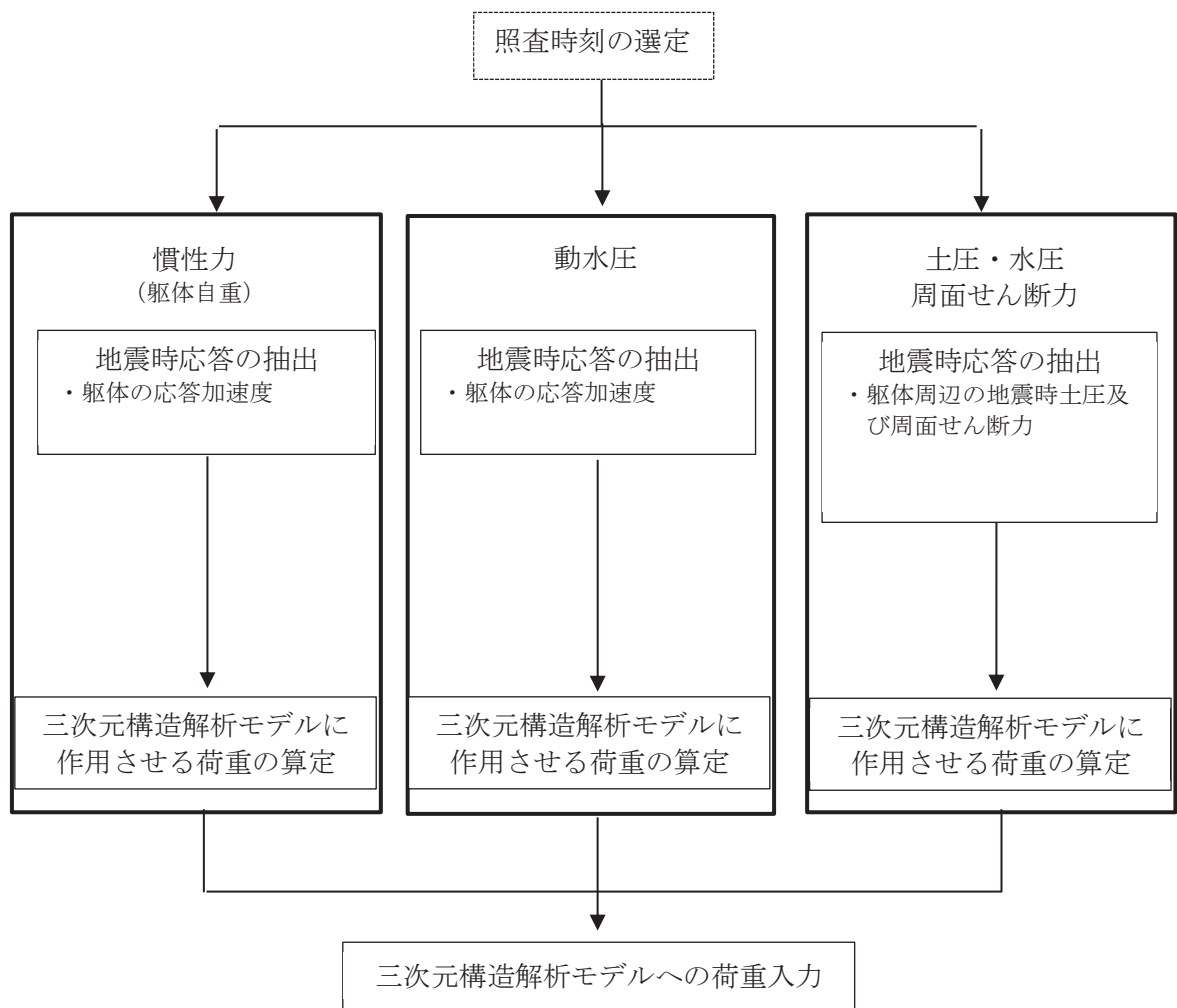 照査時刻の選定
慣性力
（躯体自重）
地震時応答の抽出
・躯体の応答加速度
三次元構造解析モデルに
作用させる荷重の算定
動水圧
地震時応答の抽出
・躯体の応答加速度
三次元構造解析モデルに
作用させる荷重の算定
土圧・水圧
周面せん断力
地震時応答の抽出
・躯体周辺の地震時土圧及
び周面せん断力
三次元構造解析モデルに
作用させる荷重の算定
三次元構造解析モデルへの荷重入力